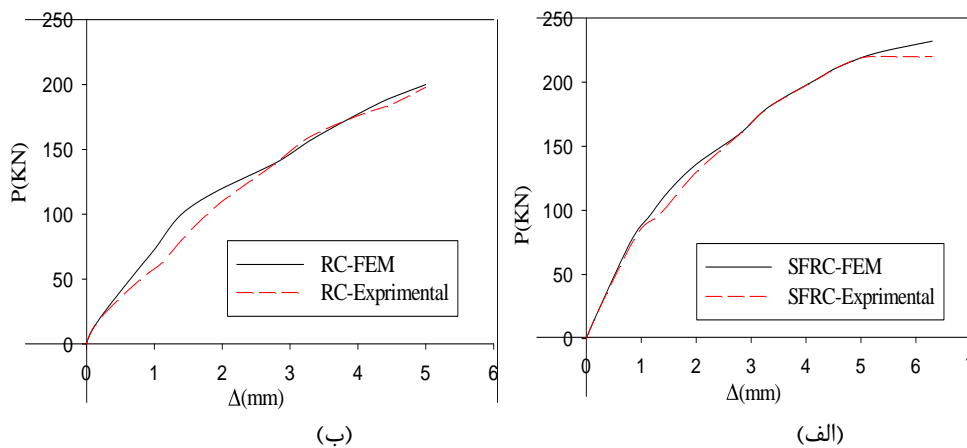 250
200
150
100
50
0
P(KN)
RC-FEM
RC-Exprimental
0 1 2 3 4 5 6
Δ(mm)
(ب)
250
200
150
100
50
0
P(KN)
SFRC-FEM
SFRC-Exprimental
0 1 2 3 4 5 6
Δ(mm)
(الف)